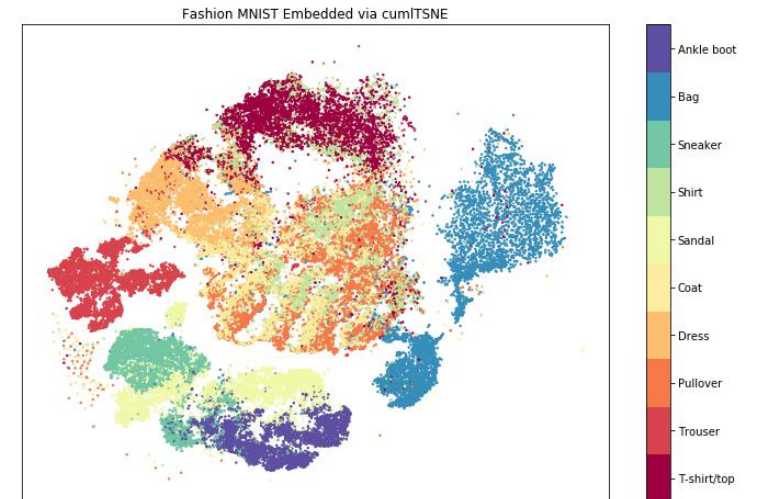 Fashion MNIST Embedded via cumlTSNE
Ankle boot
Bag
Sneaker
Shirt
Sandal
Coat
Dress
Pullover
Trouser
T-shirt/top